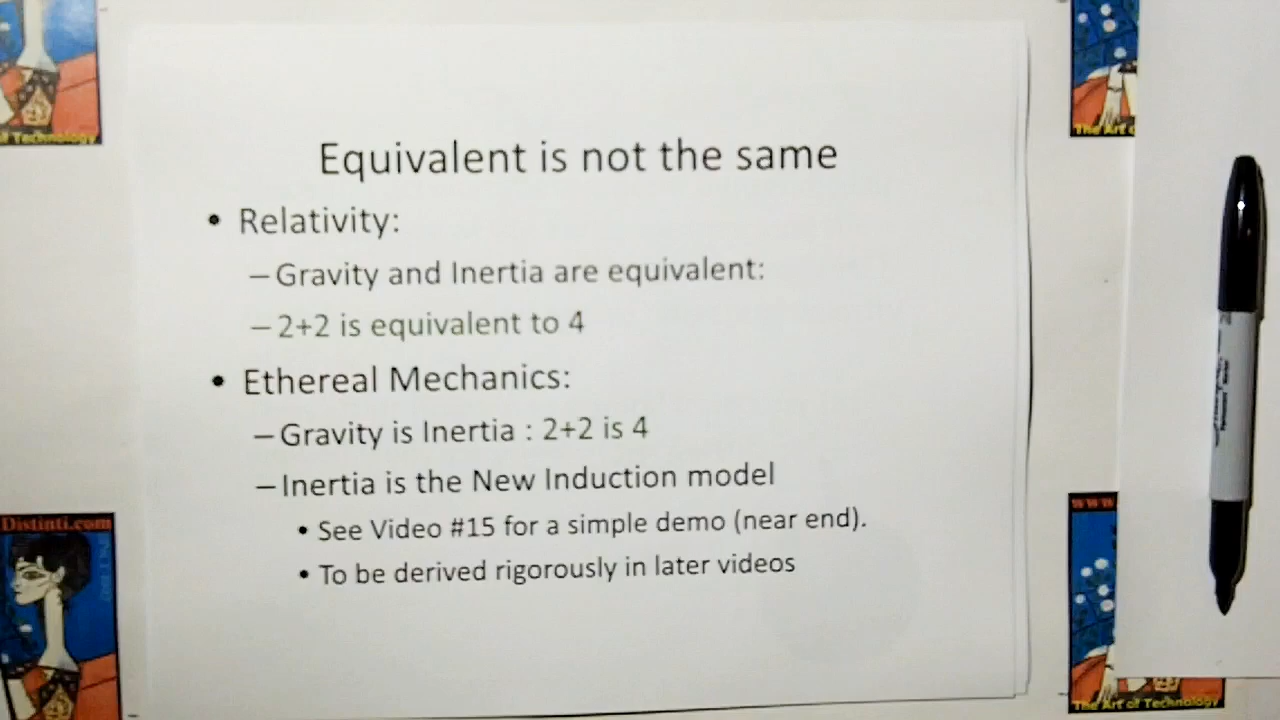 of Technology
The Art o
Equivalent is not the same
• Relativity:
– Gravity and Inertia are equivalent:
– 2+2 is equivalent to 4
• Ethereal Mechanics:
– Gravity is Inertia : 2+2 is 4
– Inertia is the New Induction model
• See Video #15 for a simple demo (near end).
• To be derived rigorously in later videos
Distinti.com
The Art of Technology